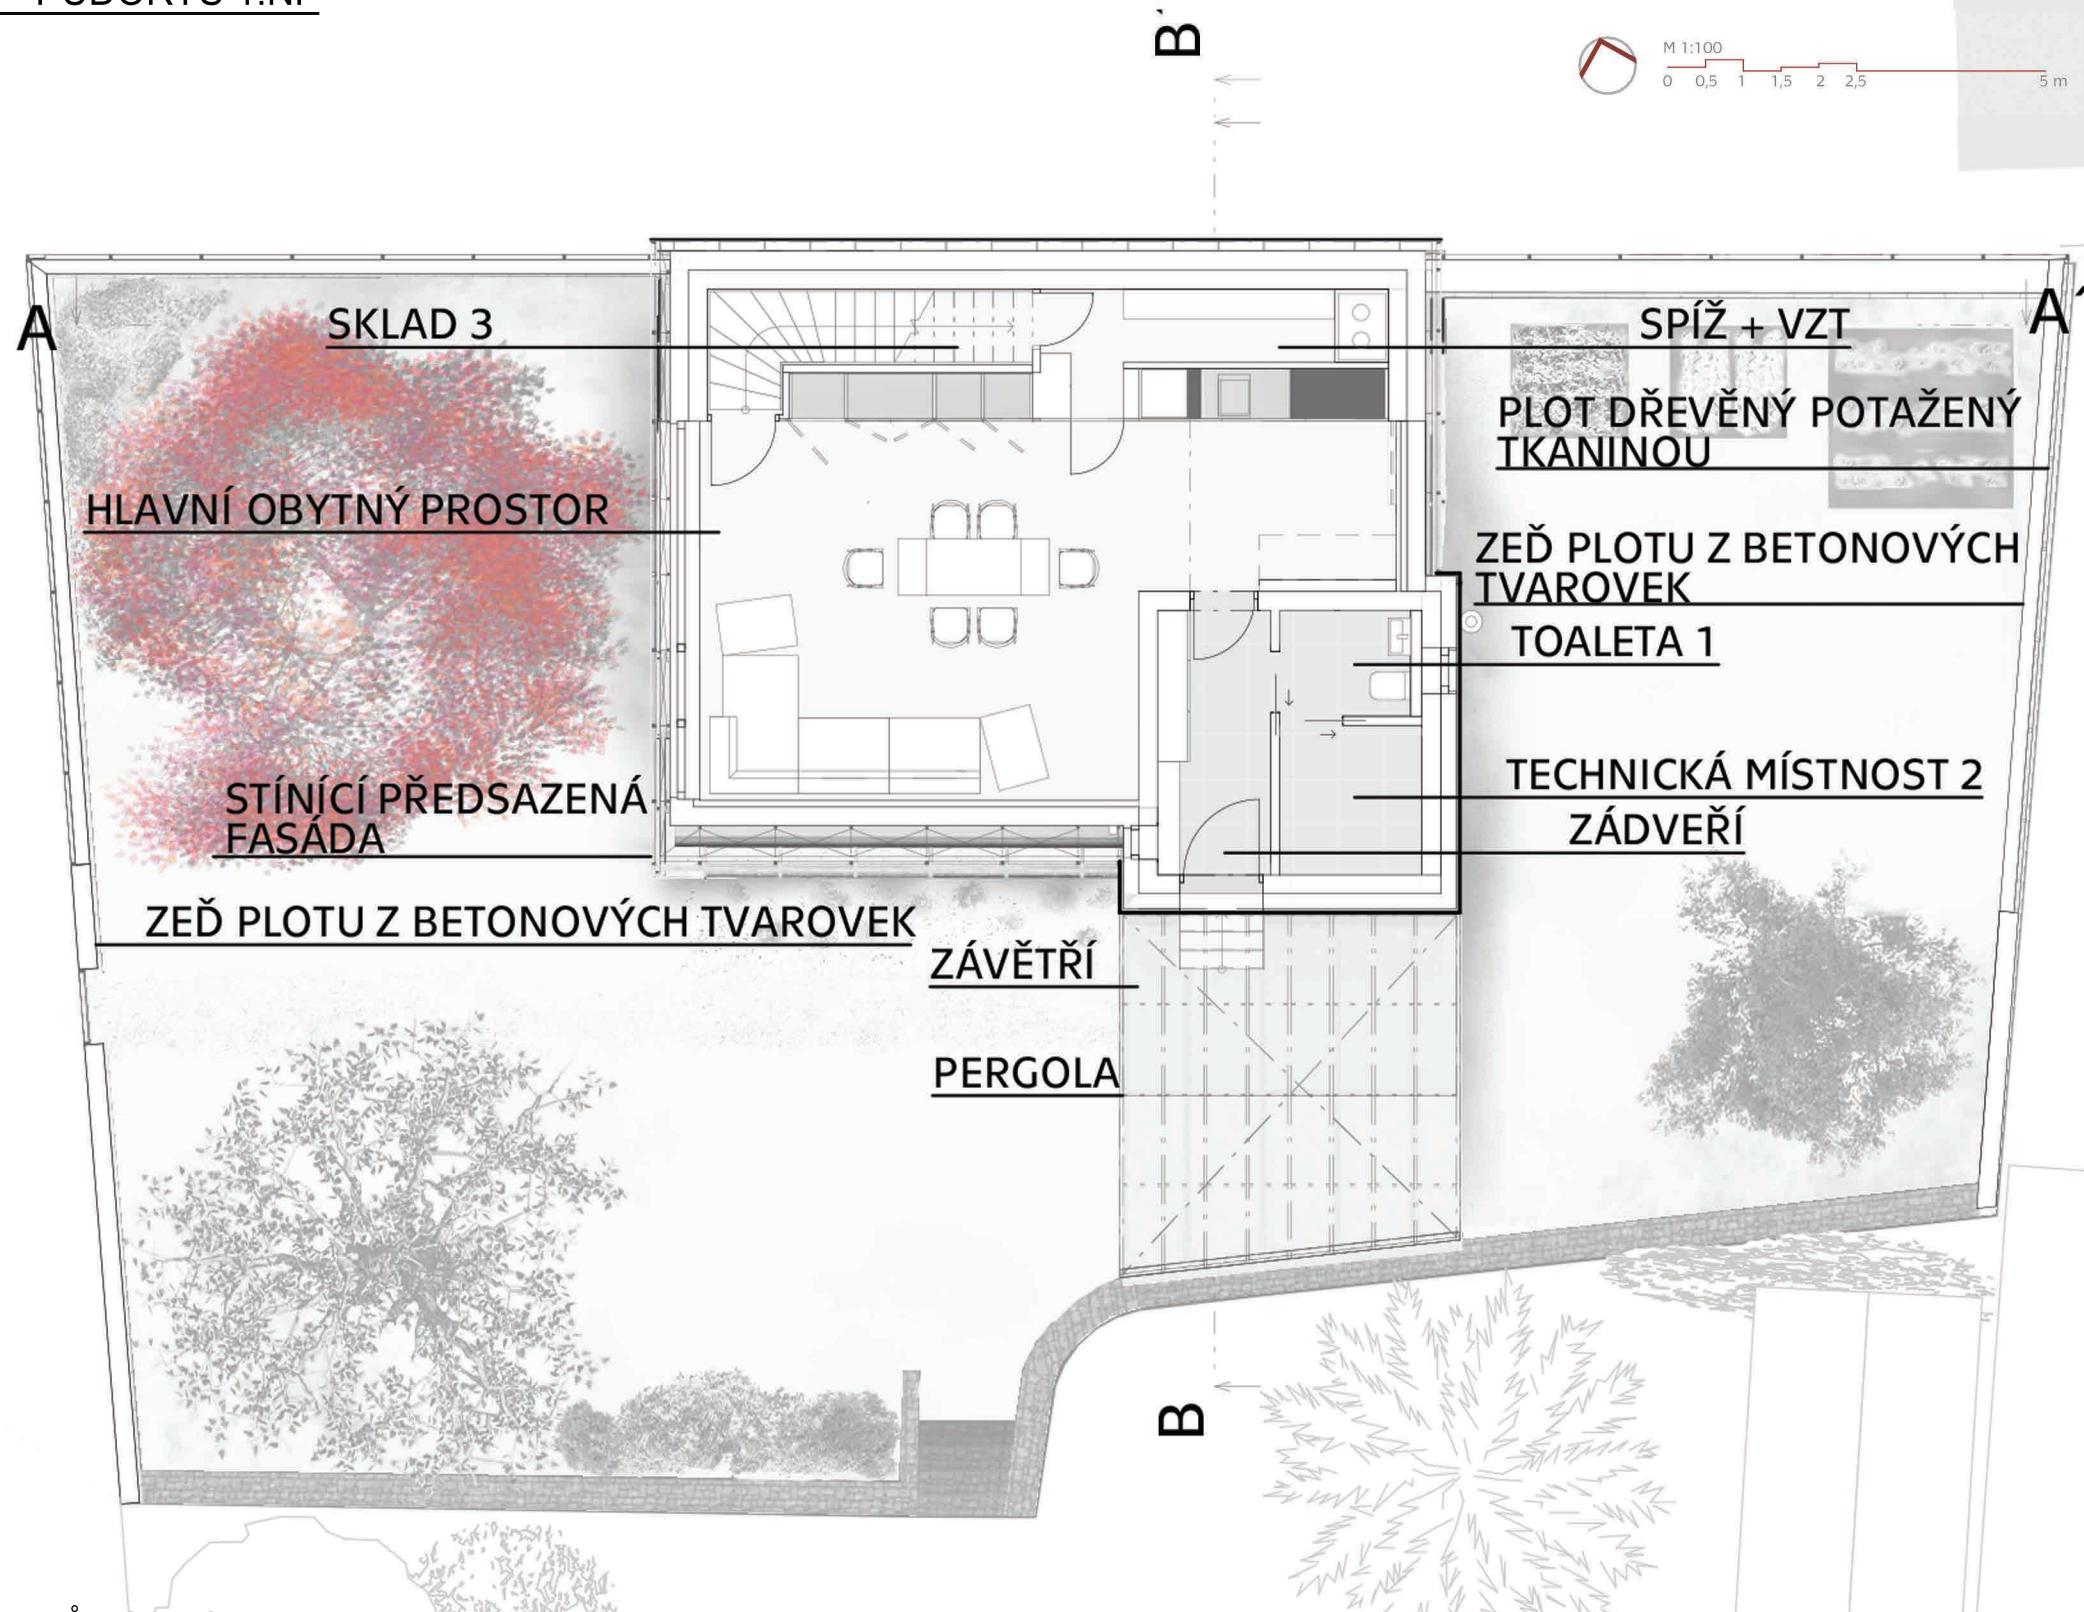 B´
M 1:100
0 0,5 1 1,5 2 2,5 5 m
A
A´
SKLAD 3
SPÍŽ + VZT
PLOT DŘEVĚNÝ POTAŽENÝ
TKANINOU
HLAVNÍ OBYTNÝ PROSTOR
ZEĎ PLOTU Z BETONOVÝCH
TVAROVEK
TOALETA 1
TECHNICKÁ MÍSTNOST 2
STÍNÍCÍ PŘEDSAZENÁ
FASÁDA
ZÁDVEŘÍ
ZEĎ PLOTU Z BETONOVÝCH TVAROVEK
ZÁVĚTŘÍ
PERGOLA
B